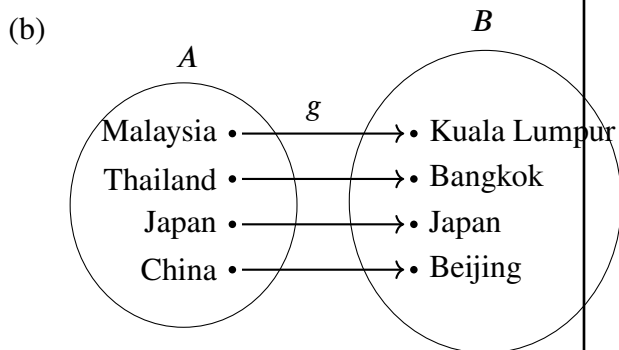 (b)
A
B
g
Malaysia • • Kuala Lumpur
Thailand • • Bangkok
Japan • • Japan
China • • Beijing